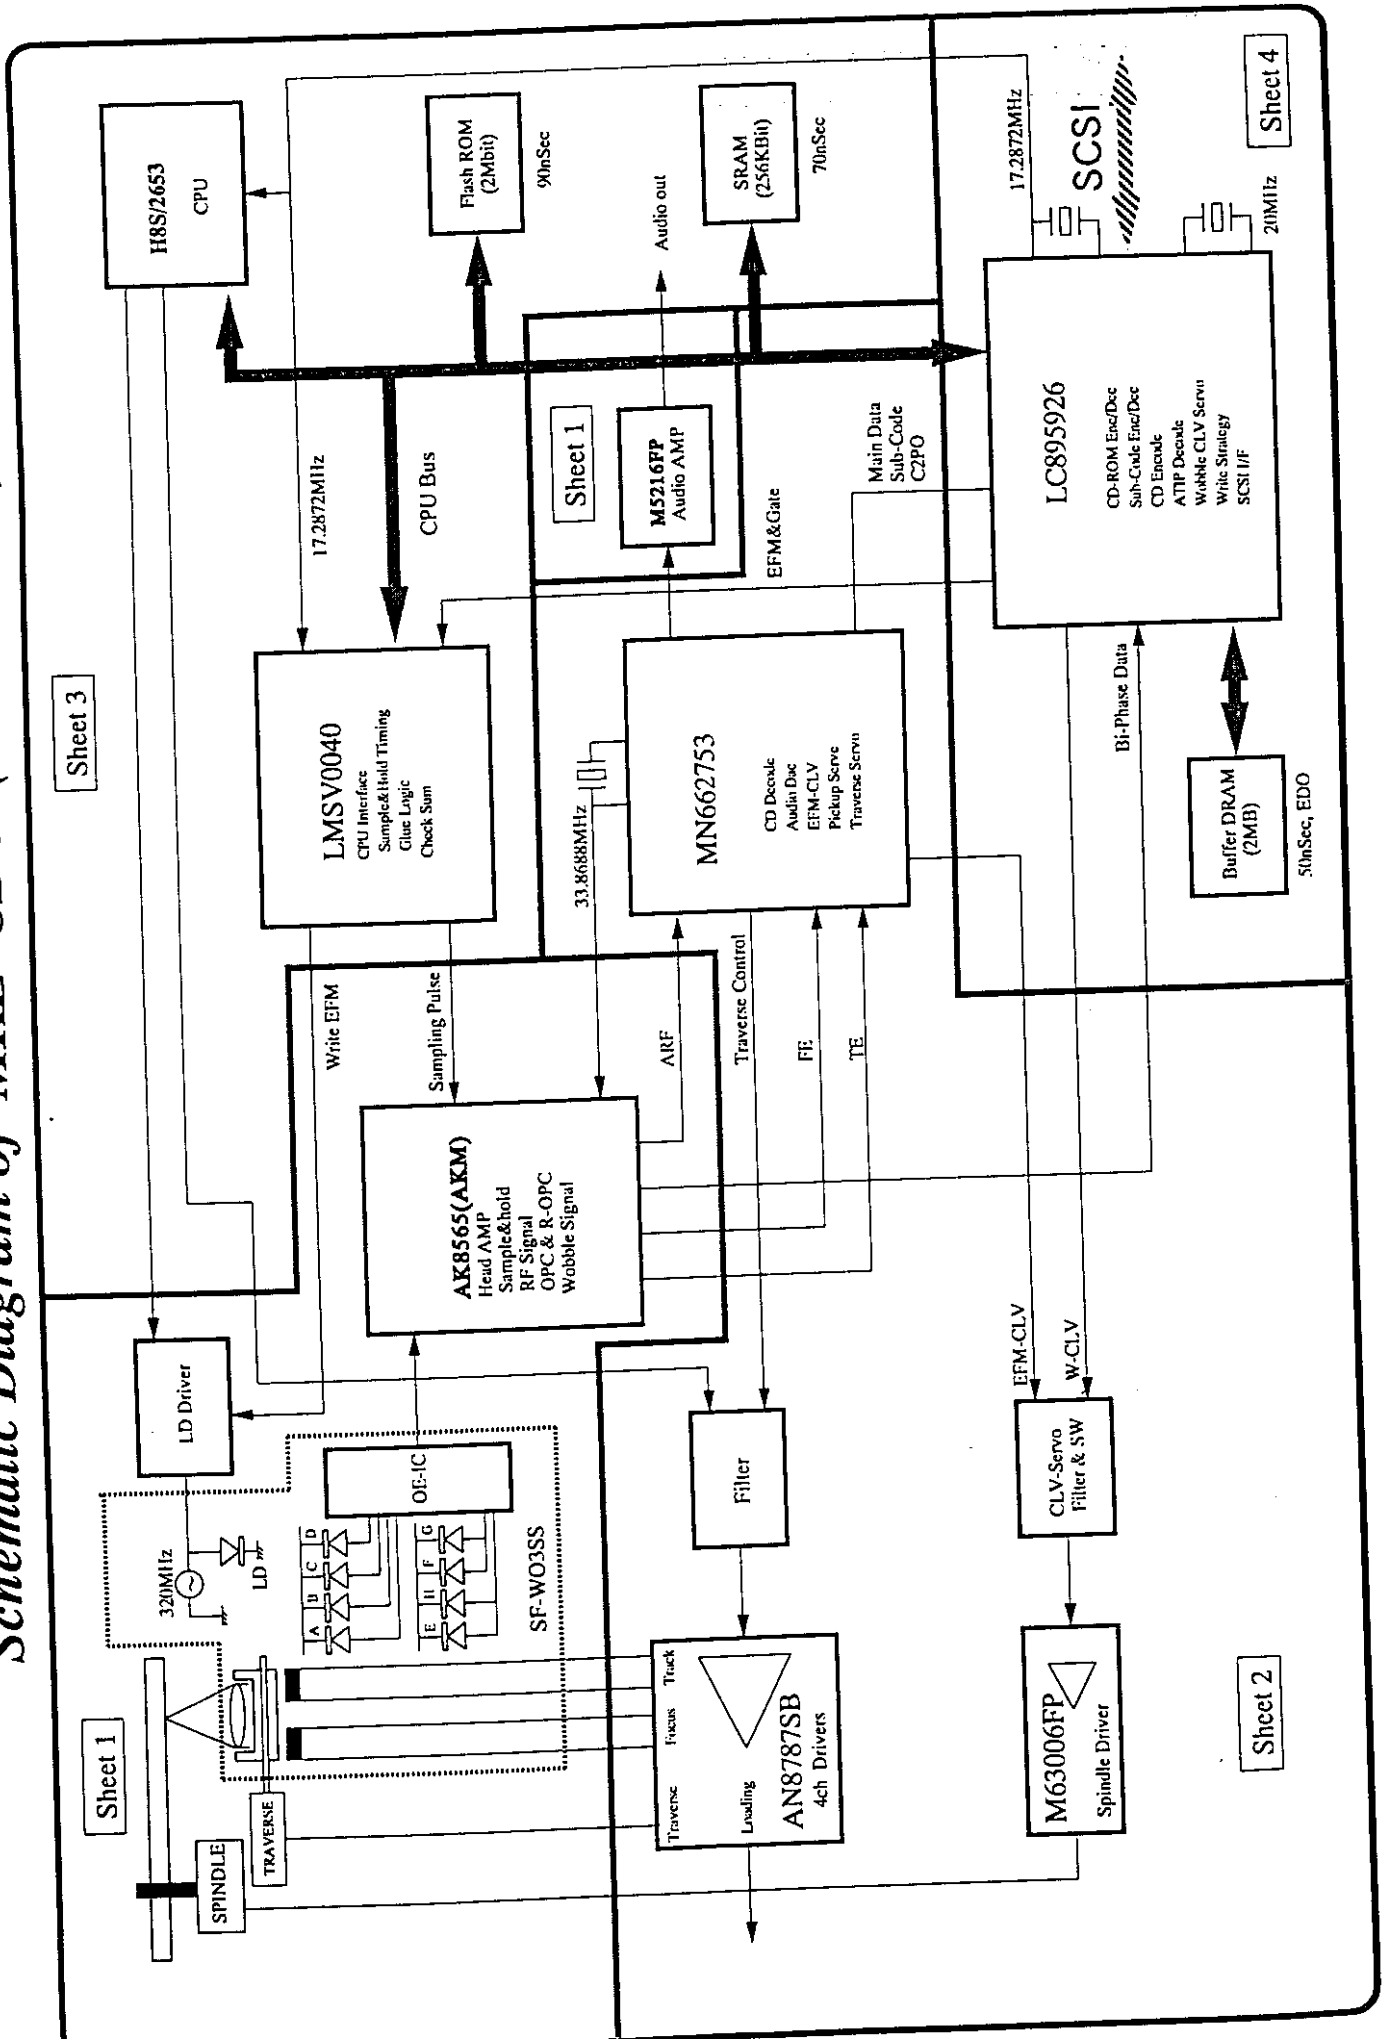 Schematic Diagram of
Sheet 1
SPINDLE
TRAVERSE
320MHz
LD
LD Driver
A
C
D
E
F
G
OE-IC
SF-WO3SS
Sheet 3
H8S/2653
CPU
17.2872MHz
CPU Bus
Flash ROM
(2Mbit)
90nSec
SRAM
(256KBit)
70nSec
LMSV0040
CPU Interface
Sample&Hold Timing
Glue Logic
Check Sum
Write EFM
Sampling Pulse
AK8565(AKM)
Head AMP
Sample&hold
RF Signal
OPC & R-OPC
Wobble Signal
33.8688MHz
ARF
Traverse Control
FE
TE
Sheet 1
M5216FP
Audio AMP
Audio out
EFM&Gate
MN662753
CD Decode
Audio Dac
EFM-CLV
Pickup Serve
Traverse Servo
Main Data
Sub-Code
C2PO
Traverse
Focus
Track
Loading
AN8787SB
4ch Drivers
Filter
EFM-CLV
W-CLV
CLV-Servo
Filter & SW
M63006FP
Spindle Driver
Sheet 2
Bi-Phase Data
Buffer DRAM
(2MB)
50nSec, EDO
LC895926
CD-ROM Enc/Dec
Sub-Code Enc/Dec
CD Encode
ATIP Decode
Wobble CLV Servo
Write Strategy
SCSI I/F
17.2872MHz
SCSI
20MHz
Sheet 4